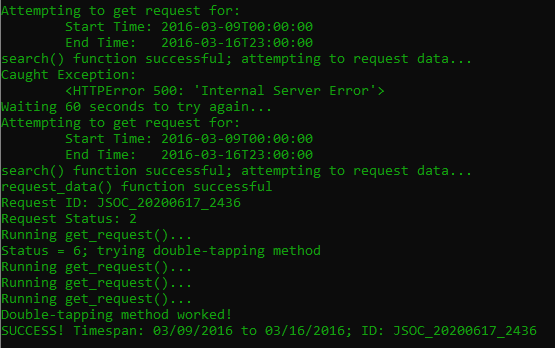 Attempting to get request for:
Start Time: 2016-03-09T00:00:00
End Time:   2016-03-16T23:00:00
search() function successful; attempting to request data...
Caught Exception:
<HTTPError 500: 'Internal Server Error'>
Waiting 60 seconds to try again...
Attempting to get request for:
Start Time: 2016-03-09T00:00:00
End Time:   2016-03-16T23:00:00
search() function successful; attempting to request data...
request_data() function successful
Request ID: JSOC_20200617_2436
Request Status: 2
Running get_request()...
Status = 6; trying double-tapping method
Running get_request()...
Running get_request()...
Running get_request()...
Double-tapping method worked!
SUCCESS! Timespan: 03/09/2016 to 03/16/2016; ID: JSOC_20200617_2436